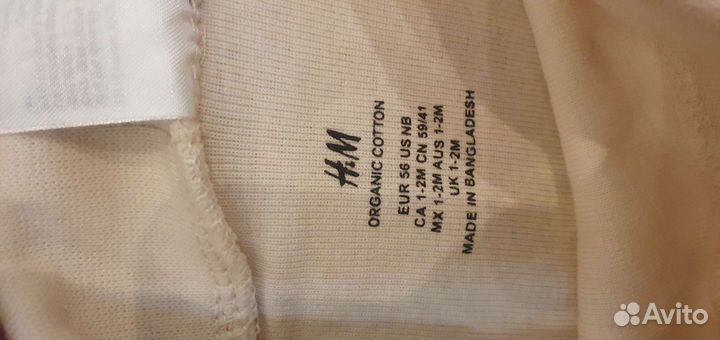 H&M
ORGANIC COTTON
EUR 56 US NB
CA 1-2M CN 59/41
MX 1-2M AUS 1-2M
UK 1-2M
MADE IN BANGLADESH
Avito